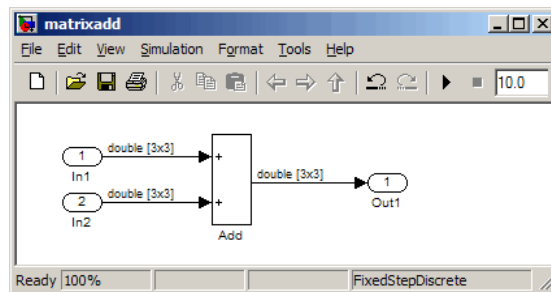 matrixadd
File Edit View Simulation Format Tools Help
10.0
double [3x3]
1
+
In1
double [3x3]
double [3x3]
1
2
+
Out1
In2
Add
Ready 100% FixedStepDiscrete